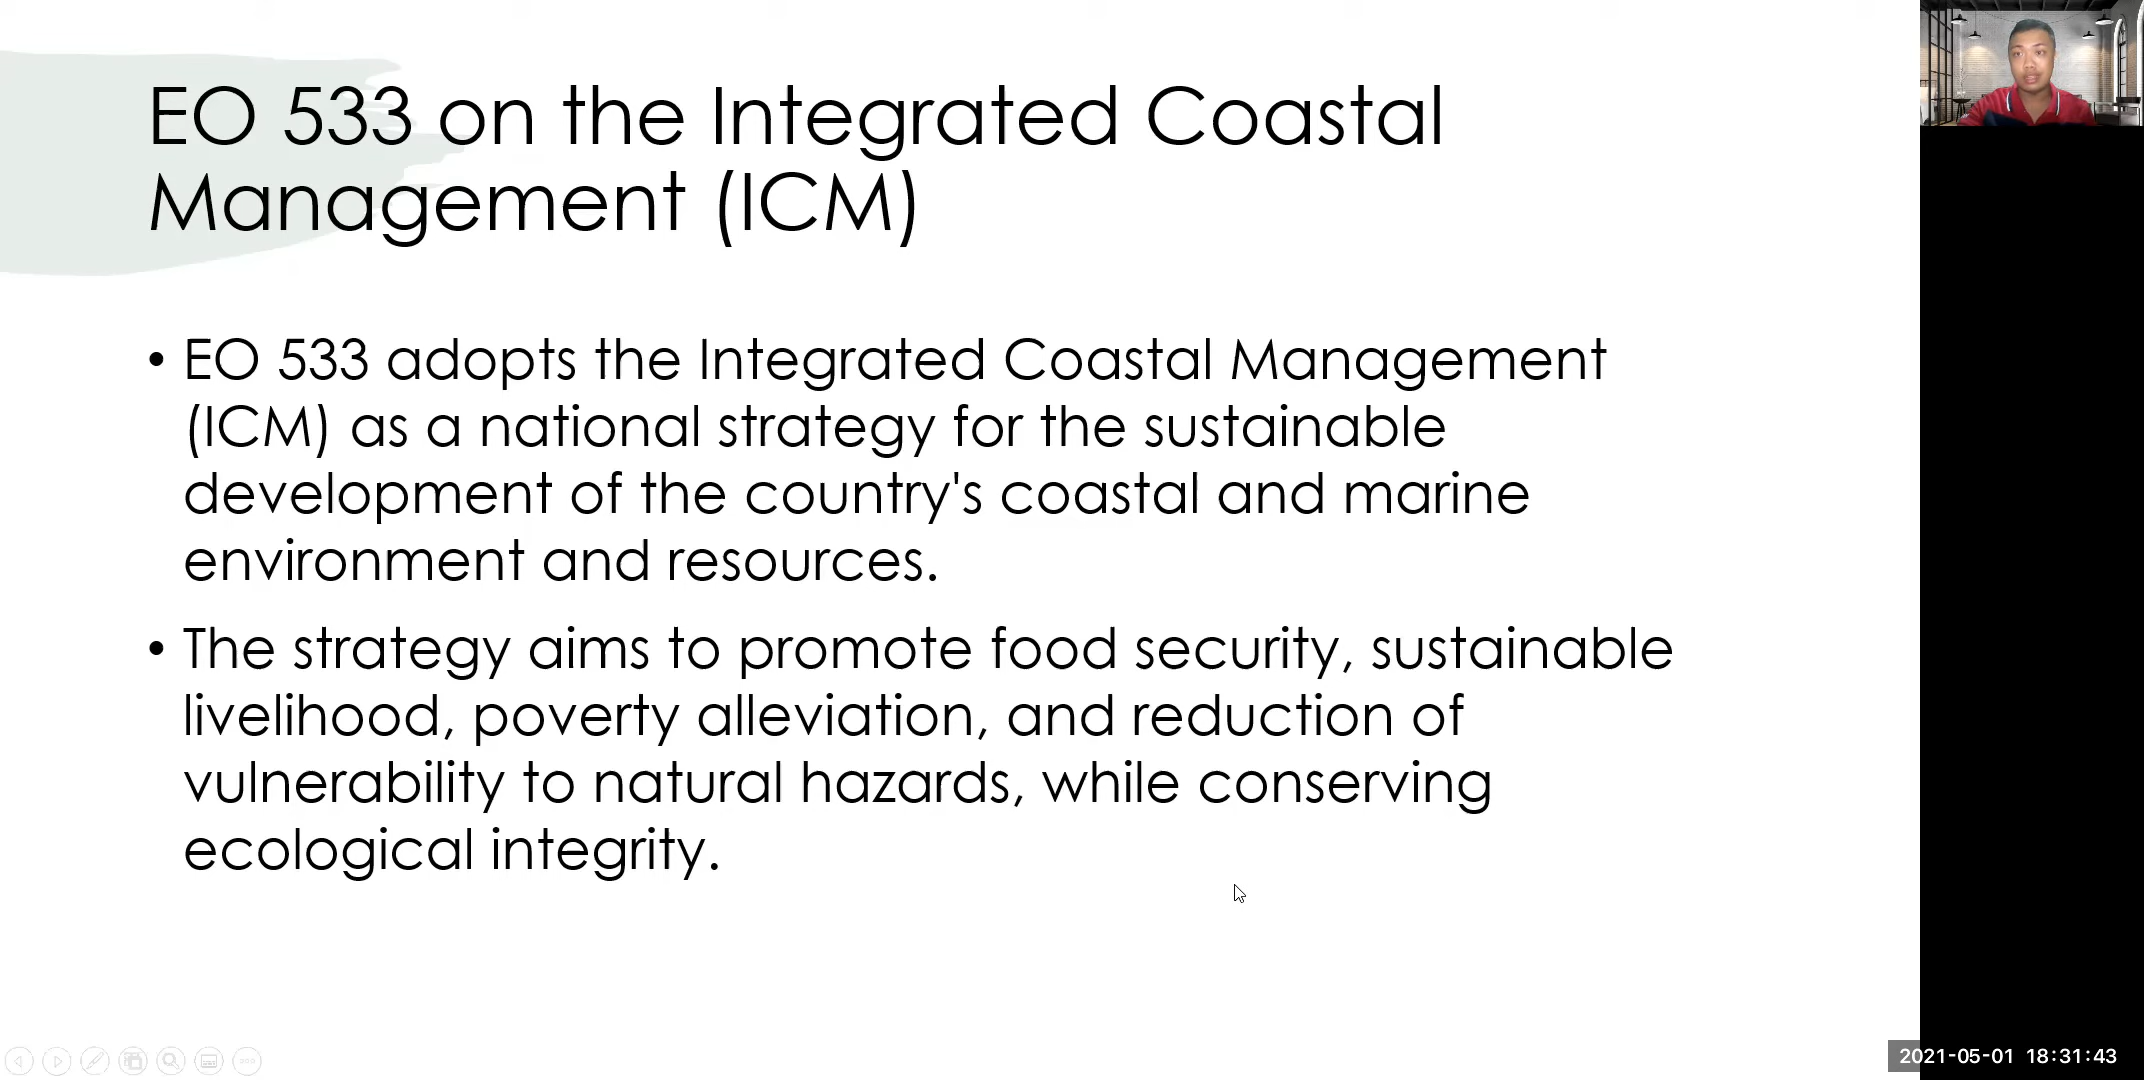 EO 533 on the Integrated Coastal
Management (ICM)
• EO 533 adopts the Integrated Coastal Management
(ICM) as a national strategy for the sustainable
development of the country's coastal and marine
environment and resources.
• The strategy aims to promote food security, sustainable
livelihood, poverty alleviation, and reduction of
vulnerability to natural hazards, while conserving
ecological integrity.
2021-05-01 18:31:43